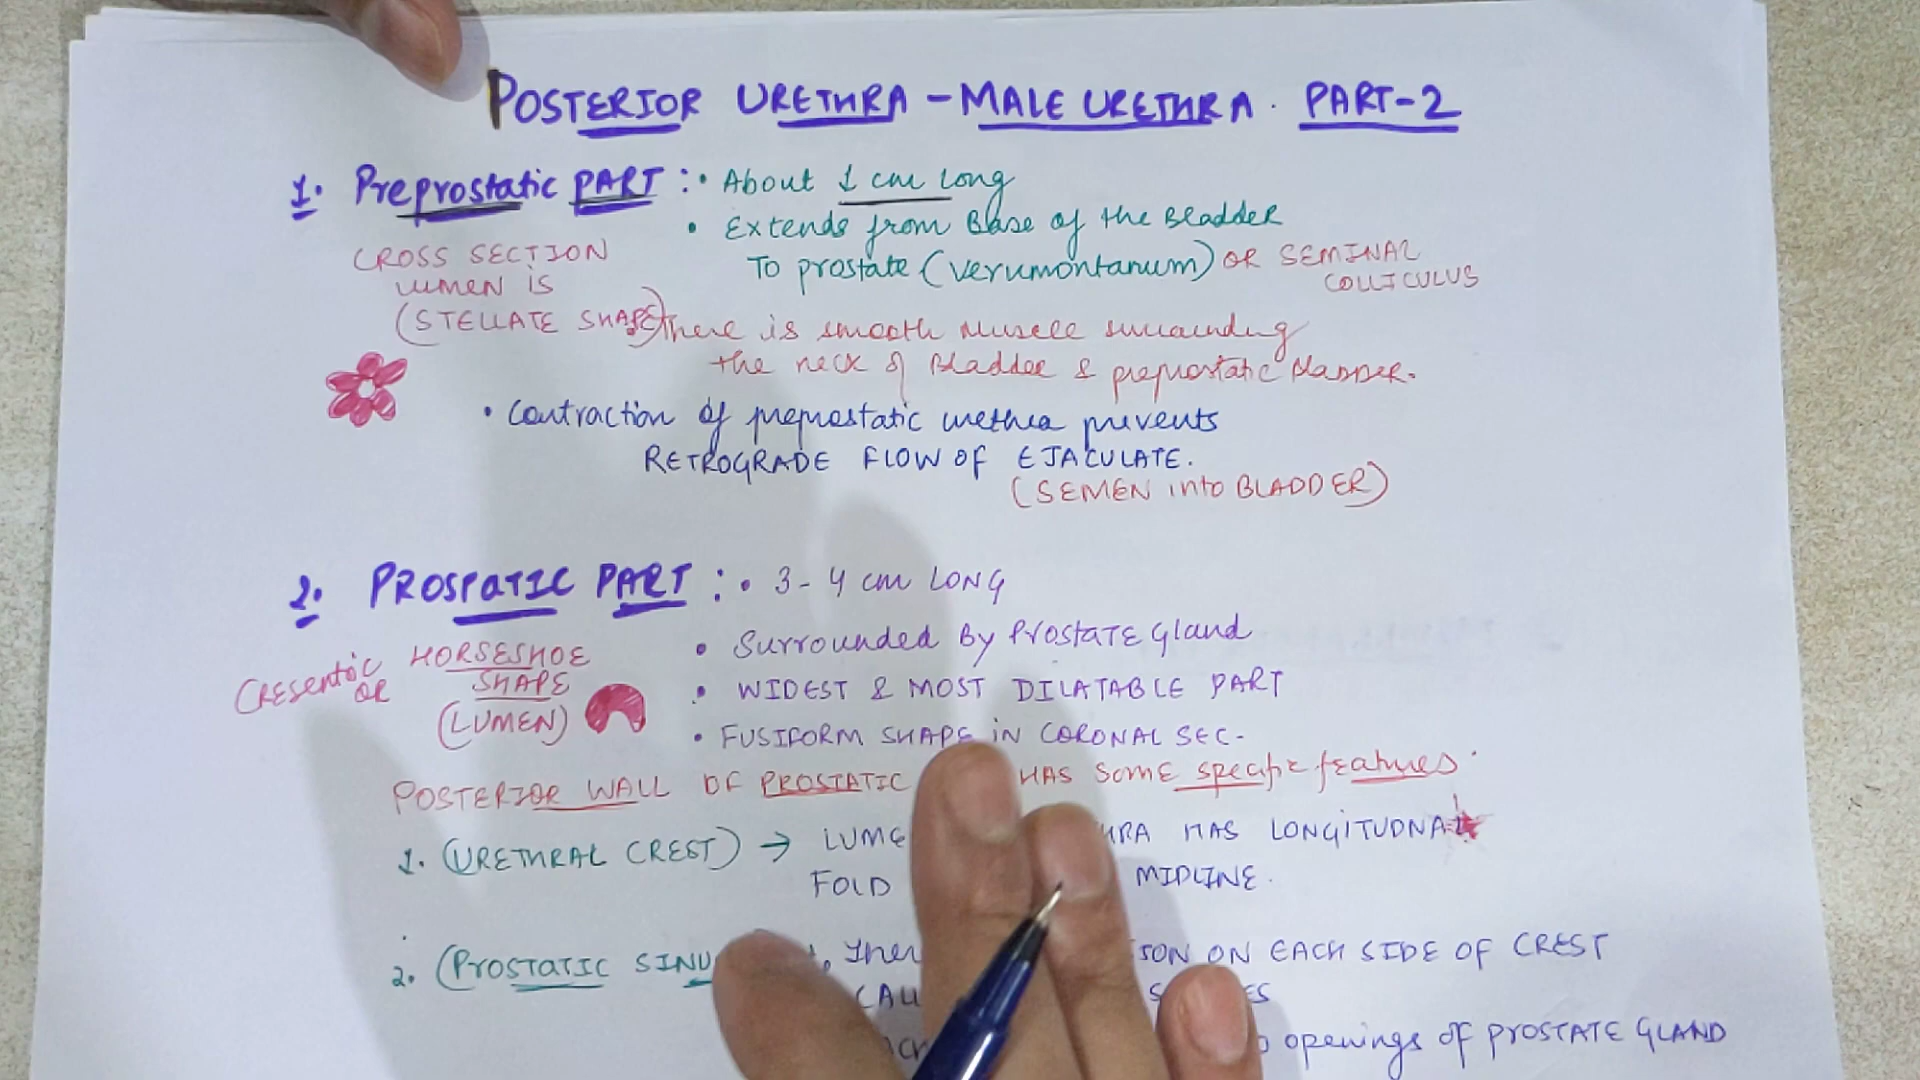 POSTERIOR URETHRA - MALE URETHRA. PART-2
1. Preprostatic PART : • About 1 cm long
• Extends from Base of the Bladder
To prostate (verumontanum) OR SEMINAL COLLICULUS
CROSS SECTION
LUMEN is
(STELLATE SHAPE)
There is smooth muscle surrounding
the neck of Bladder & preprostatic Bladder.
• Contraction of preprostatic urethra prevents
RETROGRADE FLOW OF EJACULATE.
(SEMEN into BLADDER)
2. PROSTATIC PART : • 3-4 cm LONG
• Surrounded By Prostate Gland
Cresentic OR HORSESHOE
SHAPE
(LUMEN)
• WIDEST & MOST DILATABLE PART
• FUSIFORM SHAPE IN CORONAL SEC-
POSTERIOR WALL OF PROSTATIC HAS SOME specific features.
1. (URETHRAL CREST) → HAS LONGITUDNAL
FOLD MIDLINE.
2. (PROSTATIC ON EACH SIDE OF CREST
openings of PROSTATE GLAND